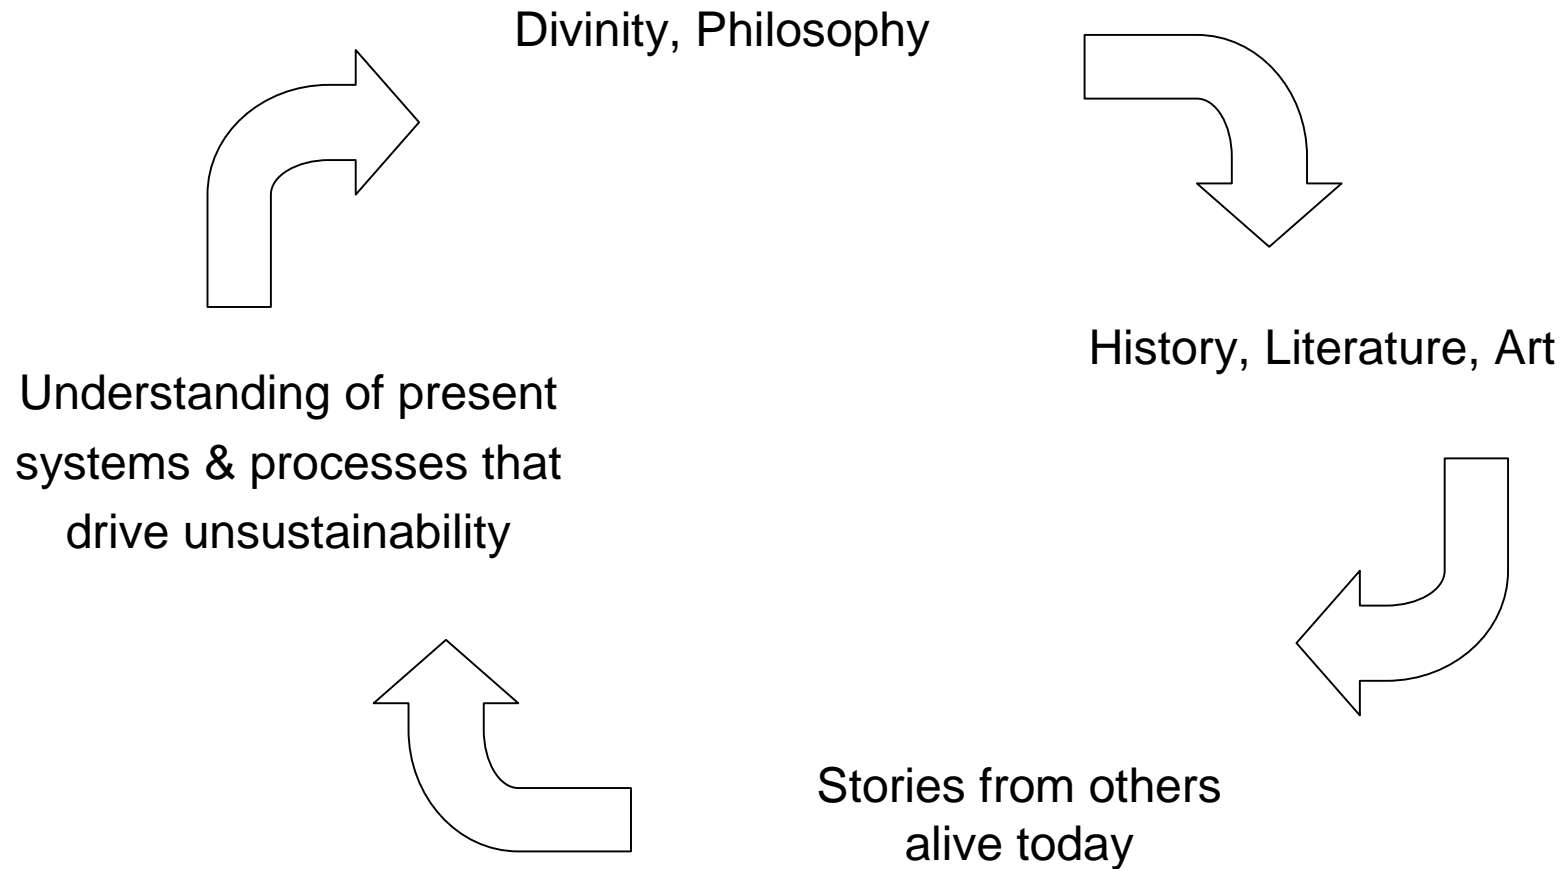 Divinity, Philosophy
History, Literature, Art
Understanding of present
systems & processes that
drive unsustainability
Stories from others
alive today